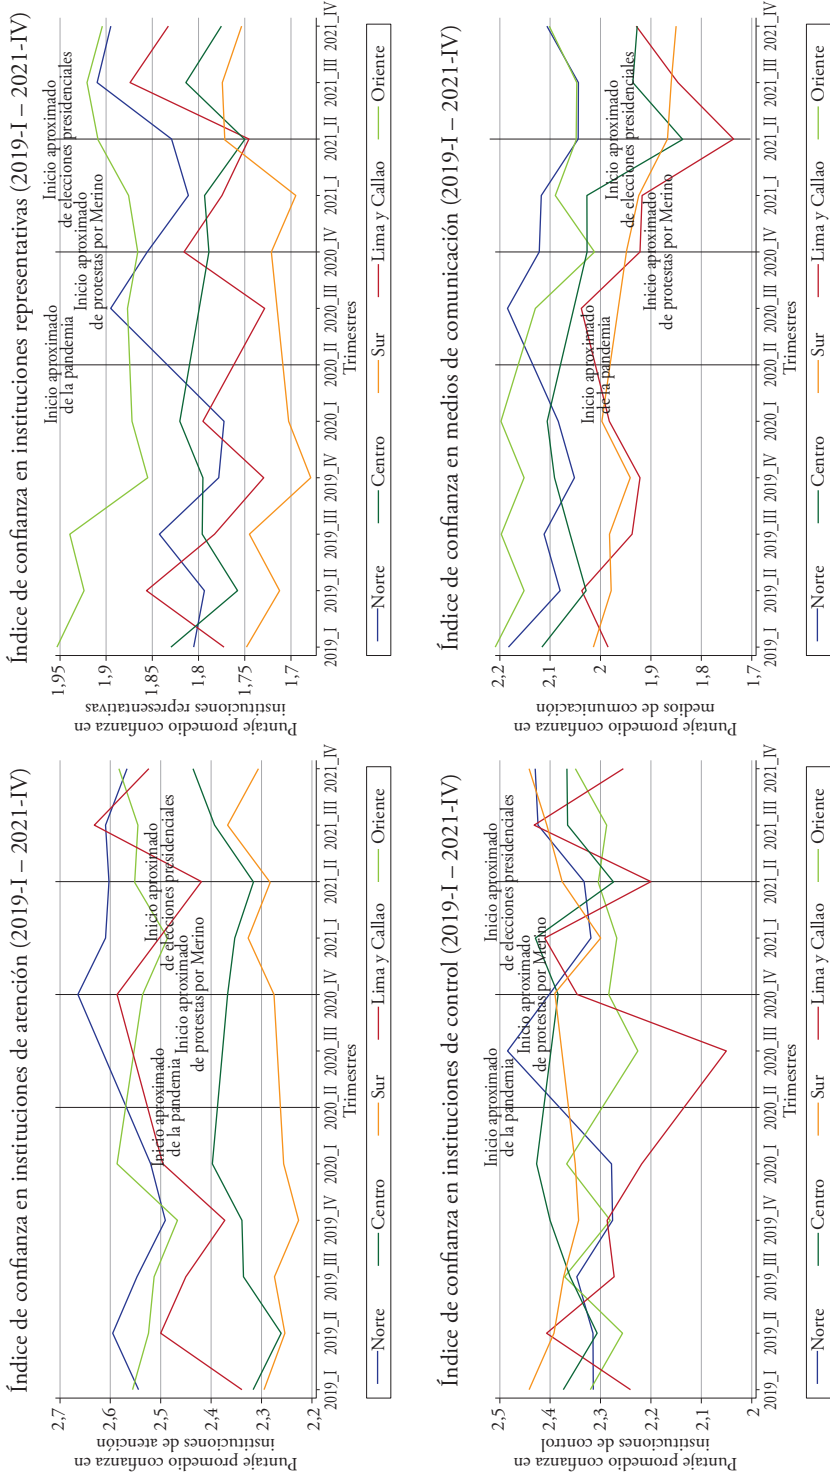 Índice de confianza en instituciones de atención (2019-I – 2021-IV)
Puntaje promedio confianza en
instituciones de atención
2,7
2,6
2,5
2,4
2,3
2,2
Inicio aproximado
de la pandemia
Inicio aproximado
de protestas por Merino
Inicio aproximado
de elecciones presidenciales
2019_I
2019_II
2019_III
2019_IV
2020_I
2020_II
2020_III
2020_IV
2021_I
2021_II
2021_III
2021_IV
Trimestres
Norte Centro Sur Lima y Callao Oriente
Índice de confianza en instituciones representativas (2019-I – 2021-IV)
Puntaje promedio confianza en
instituciones representativas
1,95
1,9
1,85
1,8
1,75
1,7
Inicio aproximado
de la pandemia
Inicio aproximado
de protestas por Merino
Inicio aproximado
de elecciones presidenciales
2019_I
2019_II
2019_III
2019_IV
2020_I
2020_II
2020_III
2020_IV
2021_I
2021_II
2021_III
2021_IV
Trimestres
Norte Centro Sur Lima y Callao Oriente
Índice de confianza en instituciones de control (2019-I – 2021-IV)
Puntaje promedio confianza en
instituciones de control
2,5
2,4
2,3
2,2
2,1
2
Inicio aproximado
de la pandemia
Inicio aproximado
de protestas por Merino
Inicio aproximado
de elecciones presidenciales
2019_I
2019_II
2019_III
2019_IV
2020_I
2020_II
2020_III
2020_IV
2021_I
2021_II
2021_III
2021_IV
Trimestres
Norte Centro Sur Lima y Callao Oriente
Índice de confianza en medios de comunicación (2019-I – 2021-IV)
Puntaje promedio confianza en
medios de comunicación
2,2
2,1
2
1,9
1,8
1,7
Inicio aproximado
de la pandemia
Inicio aproximado
de protestas por Merino
Inicio aproximado
de elecciones presidenciales
2019_I
2019_II
2019_III
2019_IV
2020_I
2020_II
2020_III
2020_IV
2021_I
2021_II
2021_III
2021_IV
Trimestres
Norte Centro Sur Lima y Callao Oriente